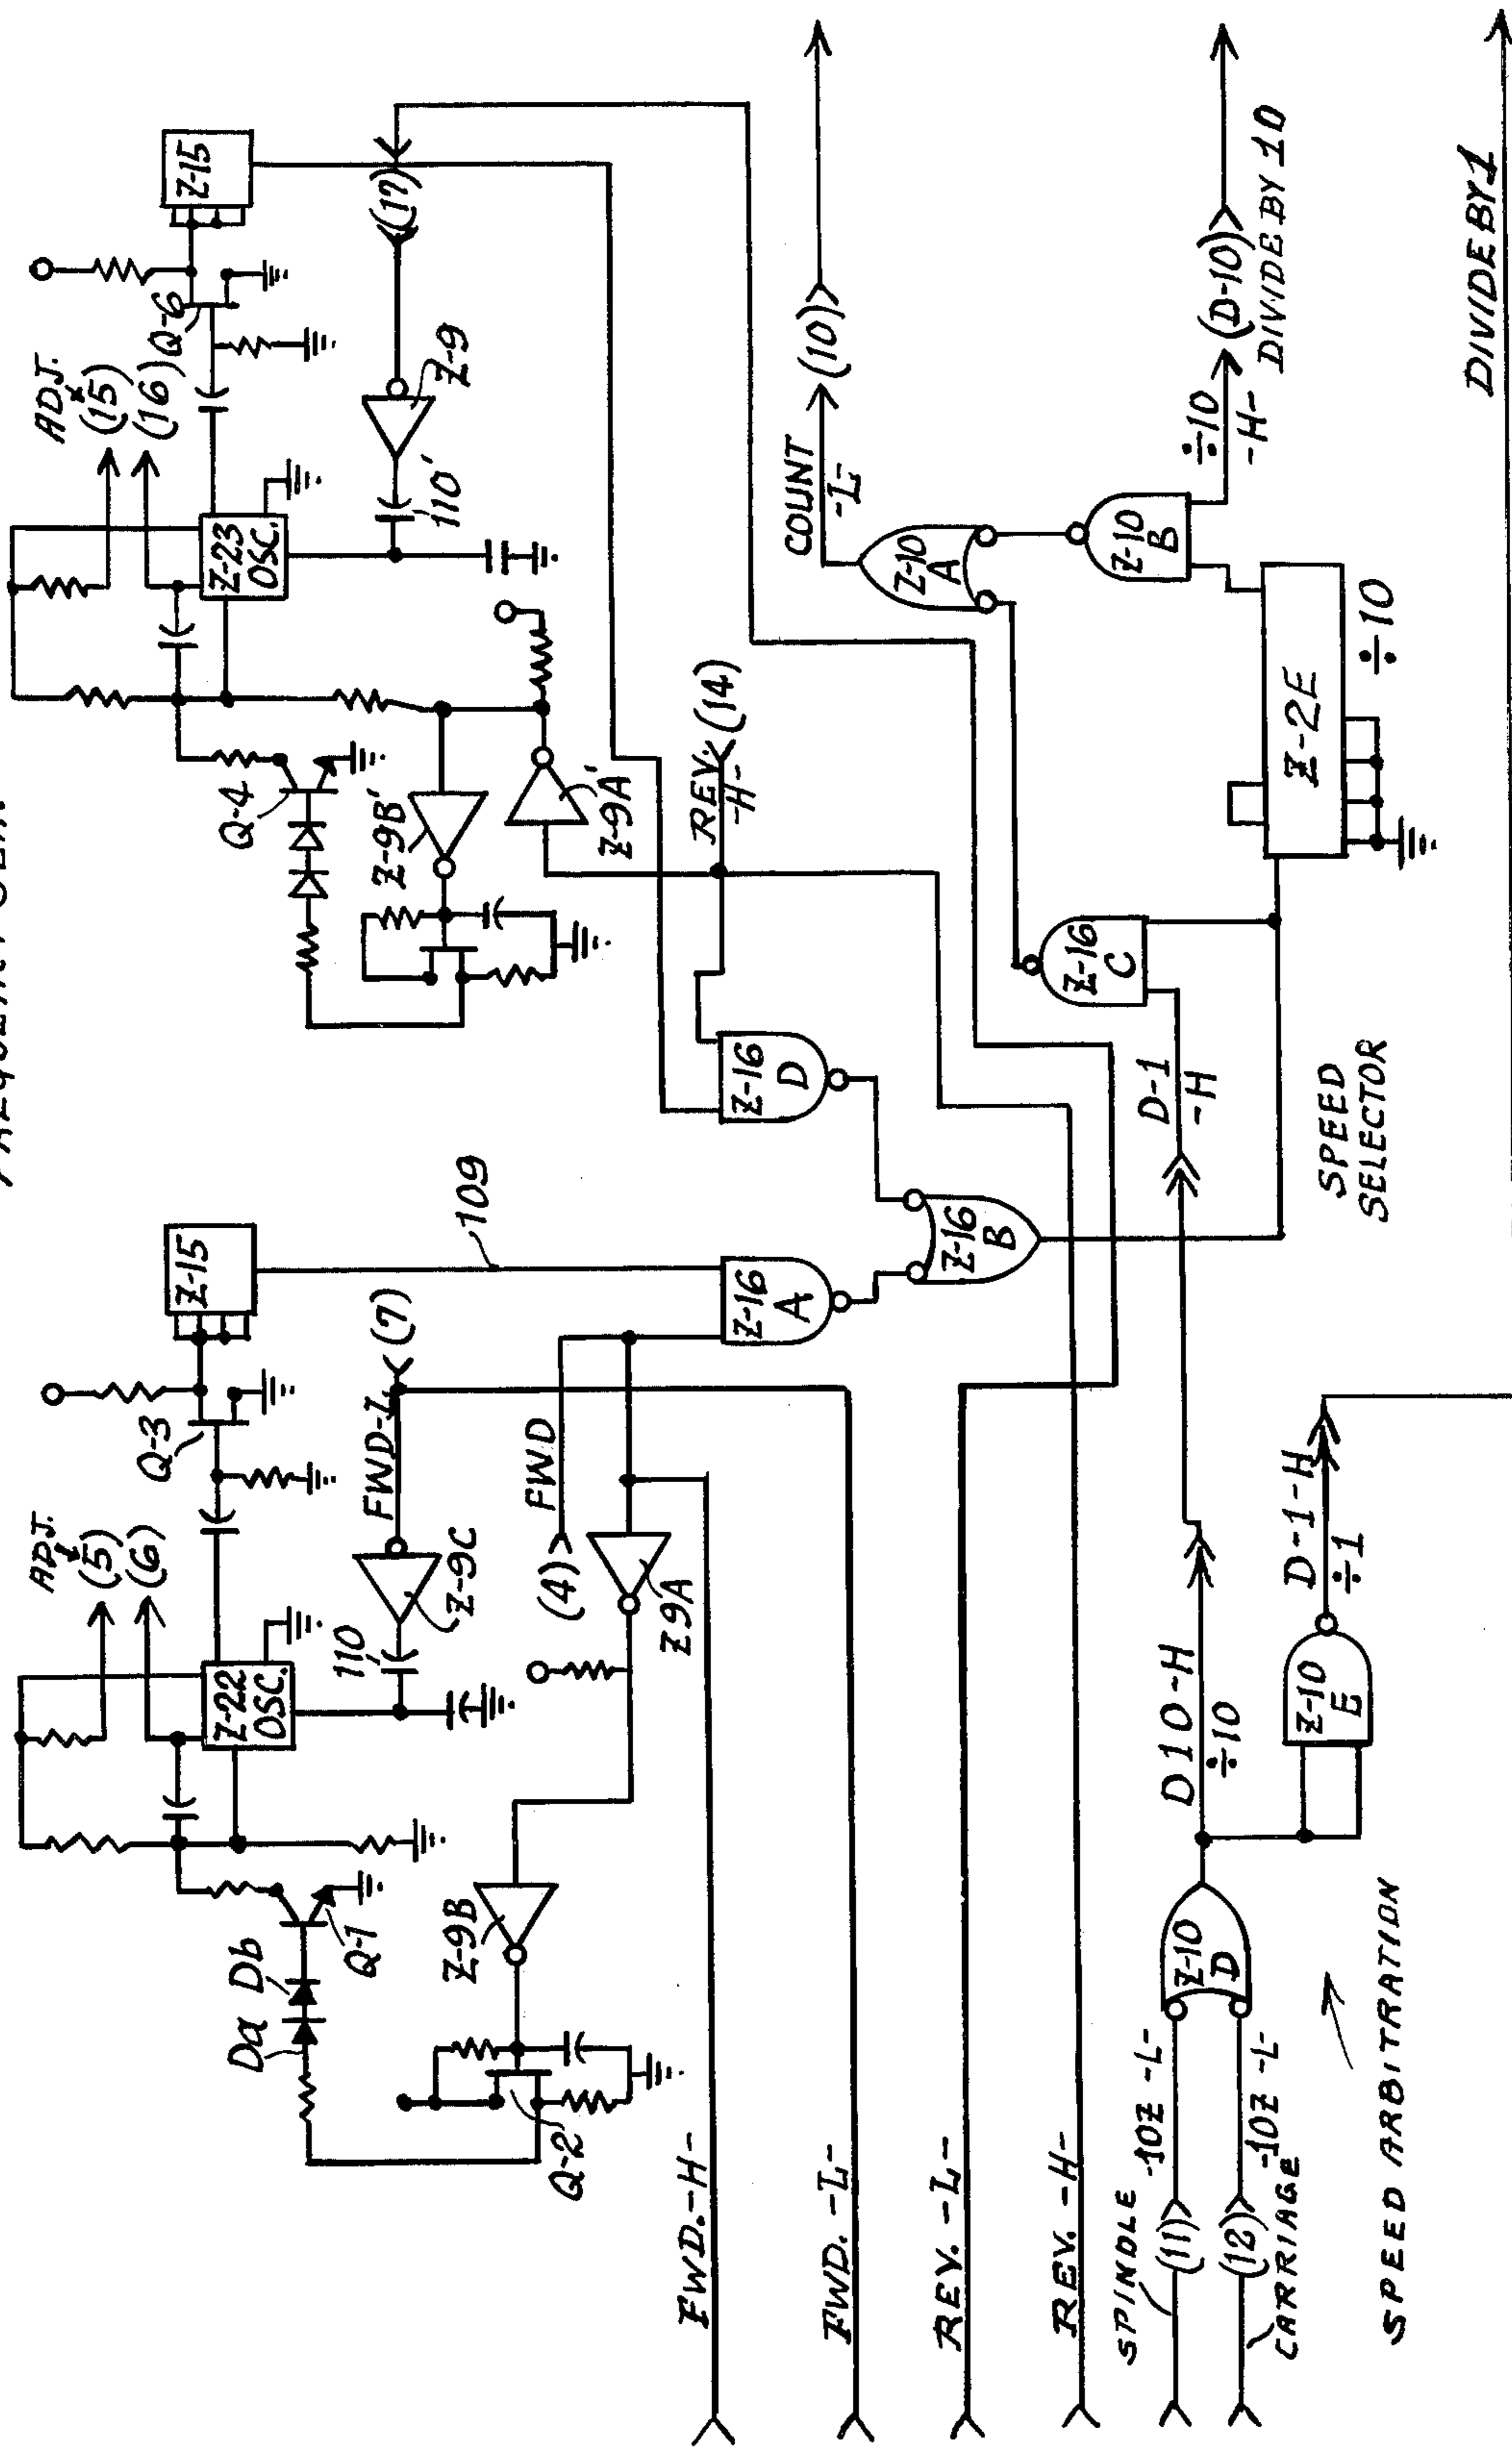 ADJ.
(5)
(6)
Z-22
OSC.
Q-3
Z-15
Da
Db
Q-1
110
Z-9C
FWD-L
(7)
109
Q-2
Z-9B
(4)
FWD
Z9A
Z-16
A
Z-16
B
Z-16
D
ADJ.
(15)
(16)
Z-23
OSC.
Q-6
Z-15
Q-4
Z-9B'
Z-9A'
110'
Z-9
(17)
REV.
-H-
(14)
FWD.-H-
FWD. -L-
REV. -L-
REV. -H-
COUNT
-L-
(10)
Z-10
A
Z-10
B
÷10
-H-
(D-10)
DIVIDE BY 10
Z-16
C
Z-2E
÷10
D-1
-H
SPEED
SELECTOR
SPINDLE
(11)
-10Z -L-
(12)
-10Z -L-
CARRIAGE
Z-10
D
D10-H
÷10
Z-10
E
D-1-H
÷1
DIVIDE BY 1
SPEED ARBITRATION